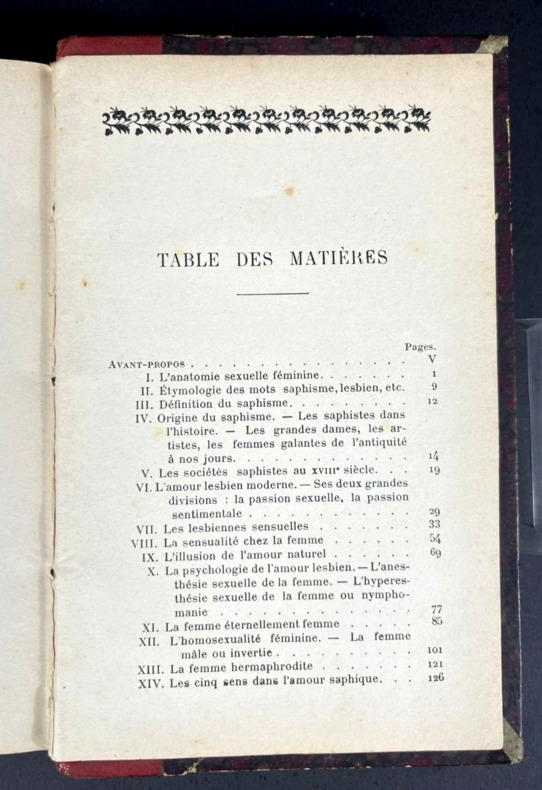 TABLE DES MATIÈRES
Pages.
AVANT-PROPOS . . . . . . . . . . . . . . . . V
I. L'anatomie sexuelle féminine. . . . . . . 1
II. Étymologie des mots saphisme, lesbien, etc. 9
III. Définition du saphisme. . . . . . . . . 12
IV. Origine du saphisme. — Les saphistes dans
l'histoire. — Les grandes dames, les ar-
tistes, les femmes galantes de l'antiquité
à nos jours. . . . . . . . . . . . 14
V. Les sociétés saphistes au XVIIIe siècle. . . 19
VI. L'amour lesbien moderne. — Ses deux grandes
divisions : la passion sexuelle, la passion
sentimentale . . . . . . . . . . . 29
VII. Les lesbiennes sensuelles . . . . . . . 33
VIII. La sensualité chez la femme . . . . . . 54
IX. L'illusion de l'amour naturel . . . . . . 69
X. La psychologie de l'amour lesbien. — L'anes-
thésie sexuelle de la femme. — L'hyperes-
thésie sexuelle de la femme ou nympho-
manie . . . . . . . . . . . . . 77
XI. La femme éternellement femme . . . . . 85
XII. L'homosexualité féminine. — La femme
mâle ou invertie . . . . . . . . . 101
XIII. La femme hermaphrodite . . . . . . . 121
XIV. Les cinq sens dans l'amour saphique. . . 126